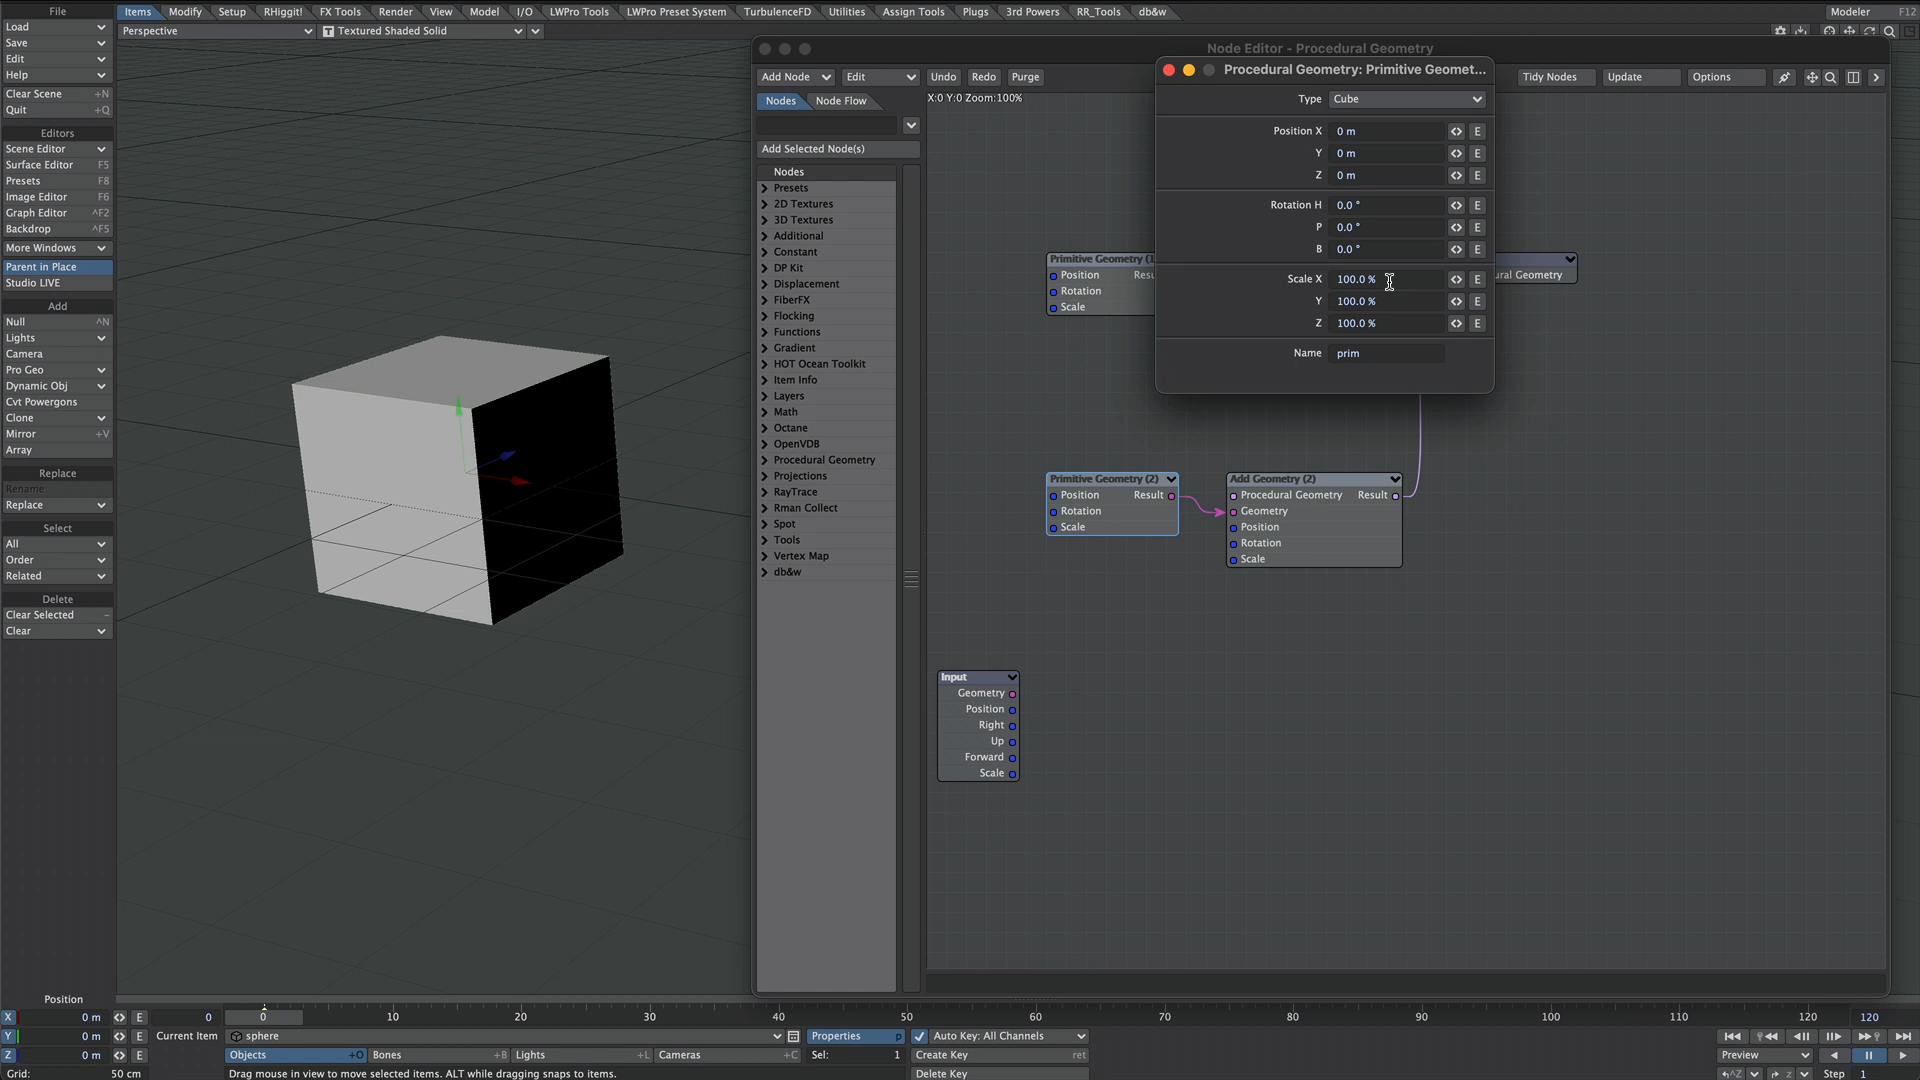 File Items Modify Setup RHiggit! FX Tools Render View Model I/O LWPro Tools LWPro Preset System TurbulenceFD Utilities Assign Tools Plugs 3rd Powers RR_Tools db&w Modeler F12
Load
Save
Edit
Help
Clear Scene +N
Quit +Q
Editors
Scene Editor
Surface Editor F5
Presets F8
Image Editor F6
Graph Editor ^F2
Backdrop ^F5
More Windows
Parent in Place
Studio LIVE
Add
Null ^N
Lights
Camera
Pro Geo
Dynamic Obj
Cvt Powergons
Clone
Mirror +V
Array
Replace
Rename
Replace
Select
All
Order
Related
Delete
Clear Selected –
Clear
Perspective T Textured Shaded Solid
Node Editor - Procedural Geometry
Add Node Edit Undo Redo Purge Tidy Nodes Update Options
Nodes Node Flow
X:0 Y:0 Zoom:100%
Add Selected Node(s)
Nodes
Presets
2D Textures
3D Textures
Additional
Constant
DP Kit
Displacement
FiberFX
Flocking
Functions
Gradient
HOT Ocean Toolkit
Item Info
Layers
Math
Octane
OpenVDB
Procedural Geometry
Projections
RayTrace
Rman Collect
Spot
Tools
Vertex Map
db&w
Procedural Geometry: Primitive Geomet...
Type Cube
Position X 0 m E
Y 0 m E
Z 0 m E
Rotation H 0.0 ° E
P 0.0 ° E
B 0.0 ° E
Scale X 100.0 % E
Y 100.0 % E
Z 100.0 % E
Name prim
Primitive Geometry (1
Position Resu
Rotation
Scale
ural Geometry
Primitive Geometry (2)
Position Result
Rotation
Scale
Add Geometry (2)
Procedural Geometry Result
Geometry
Position
Rotation
Scale
Input
Geometry
Position
Right
Up
Forward
Scale
Position
X 0 m E 0 0 10 20 30 40 50 60 70 80 90 100 110 120 120
Y 0 m E Current Item sphere Properties p Auto Key: All Channels
Z 0 m E Objects +O Bones +B Lights +L Cameras +C Sel: 1 Create Key ret Preview
Grid: 50 cm Drag mouse in view to move selected items. ALT while dragging snaps to items. Delete Key ^Z z Step 1